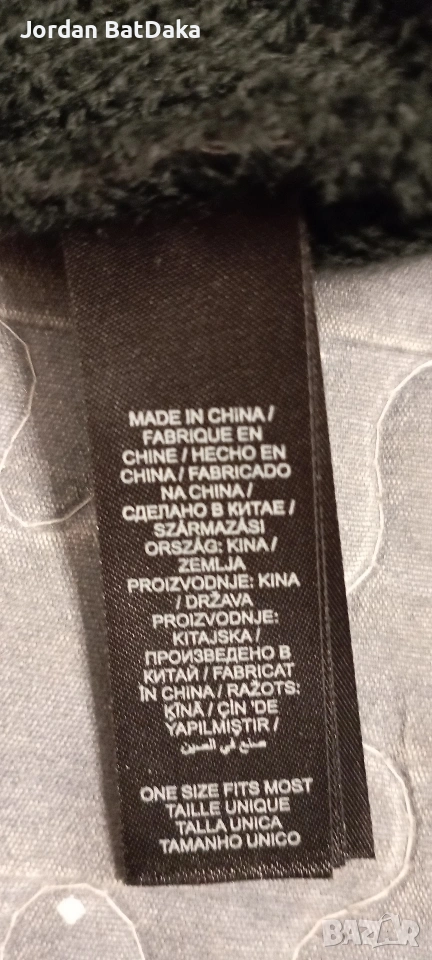 Jordan BatDaka
MADE IN CHINA /
FABRIQUE EN
CHINE / HECHO EN
CHINA / FABRICADO
NA CHINA /
СДЕЛАНО В КИТАЕ /
SZÁRMAZÁSI
ORSZÁG: KINA /
ZEMLJA
PROIZVODNJE: KINA
/ DRŽAVA
PROIZVODNJE:
KITAJSKA /
ПРОИЗВЕДЕНО В
КИТАЙ / FABRICAT
ÎN CHINA / RAŽOTS:
ĶĪNA / ÇİN 'DE
YAPILMIŞTIR /
صنع في الصين
ONE SIZE FITS MOST
TAILLE UNIQUE
TALLA UNICA
TAMANHO UNICO
BAZAR